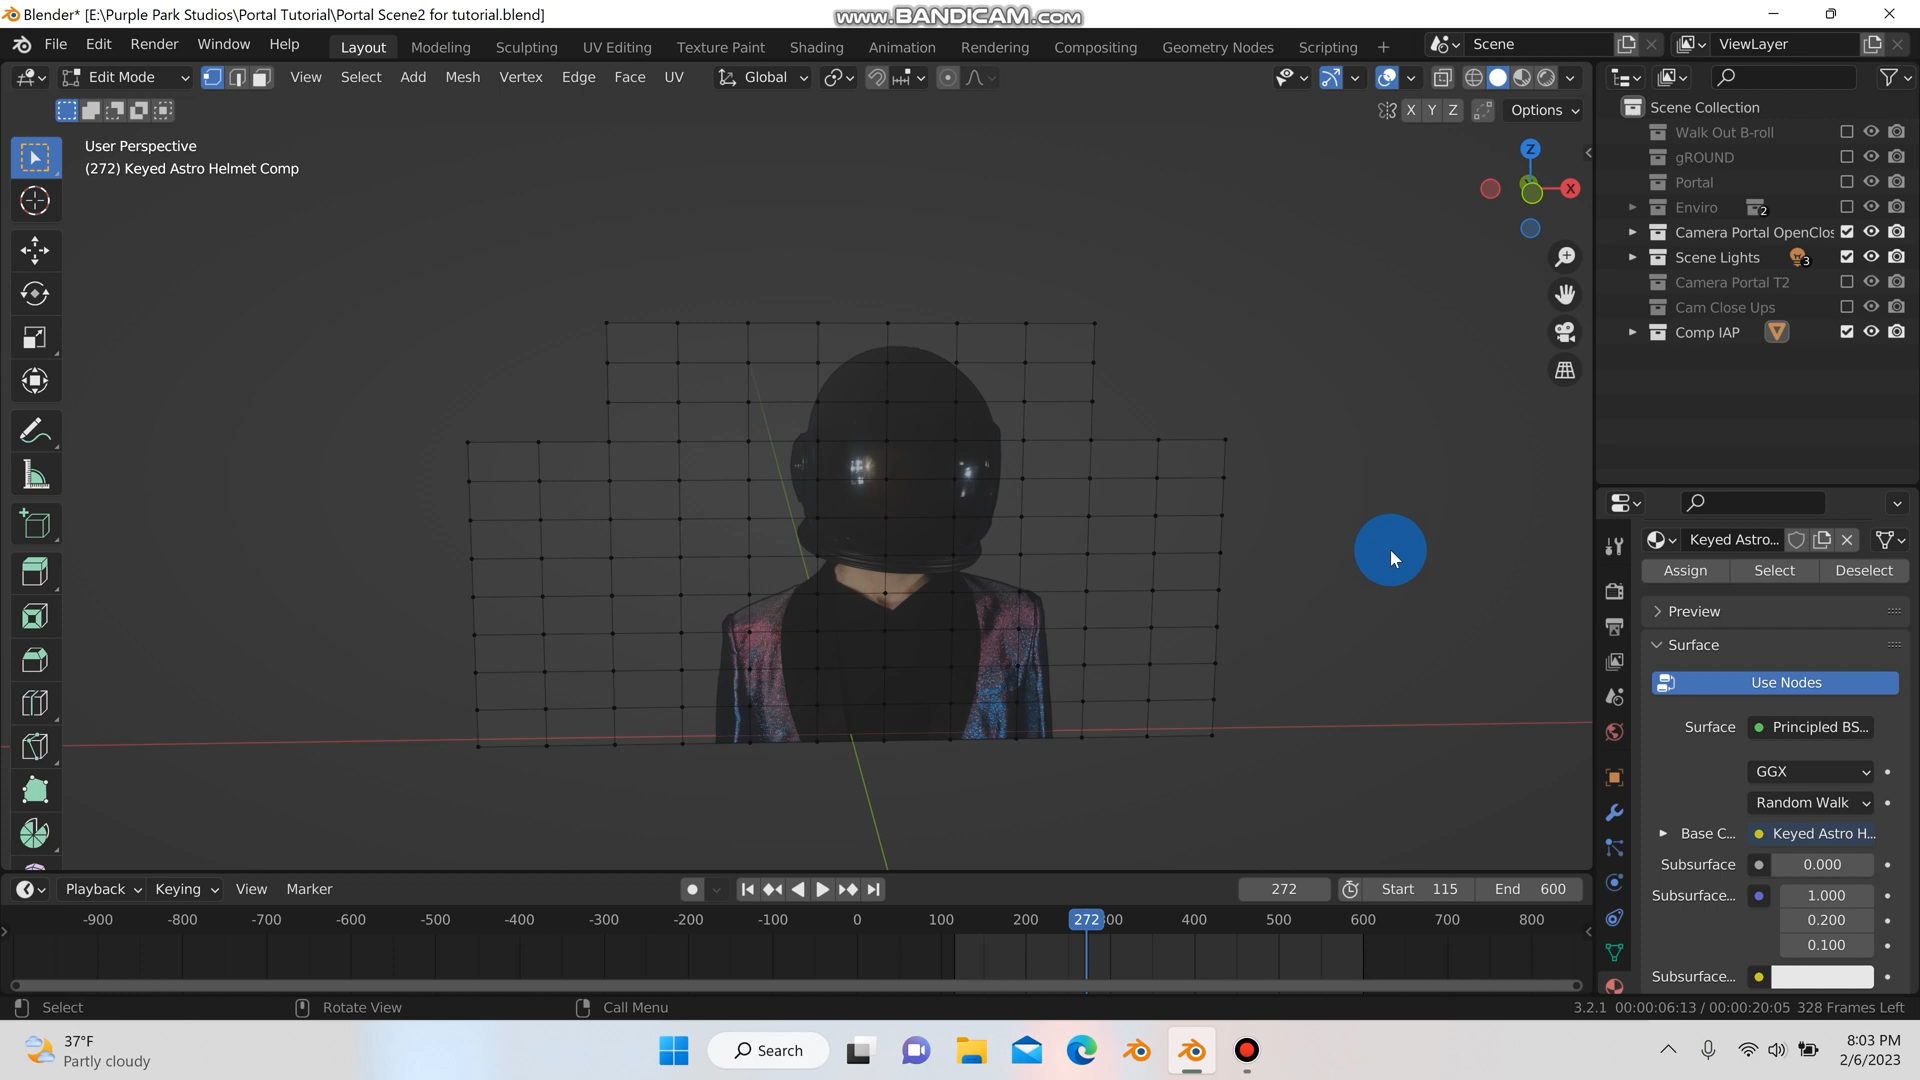 Blender* [E:\Purple Park Studios\Portal Tutorial\Portal Scene2 for tutorial.blend]
www.BANDICAM.com
File Edit Render Window Help Layout Modeling Sculpting UV Editing Texture Paint Shading Animation Rendering Compositing Geometry Nodes Scripting + Scene ViewLayer
Edit Mode View Select Add Mesh Vertex Edge Face UV Global
X Y Z Options
User Perspective
(272) Keyed Astro Helmet Comp
Z
X
Scene Collection
Walk Out B-roll
gROUND
Portal
Enviro 2
Camera Portal OpenClos
Scene Lights 3
Camera Portal T2
Cam Close Ups
Comp IAP
Keyed Astro...
Assign Select Deselect
Preview
Surface
Use Nodes
Surface Principled BS...
GGX
Random Walk
Base C... Keyed Astro H...
Subsurface 0.000
Subsurface... 1.000
0.200
0.100
Subsurface...
Playback Keying View Marker 272 Start 115 End 600
-900 -800 -700 -600 -500 -400 -300 -200 -100 0 100 200 272 300 400 500 600 700 800
Select Rotate View Call Menu 3.2.1 00:00:06:13 / 00:00:20:05 328 Frames Left
37°F
Partly cloudy
Search
8:03 PM
2/6/2023